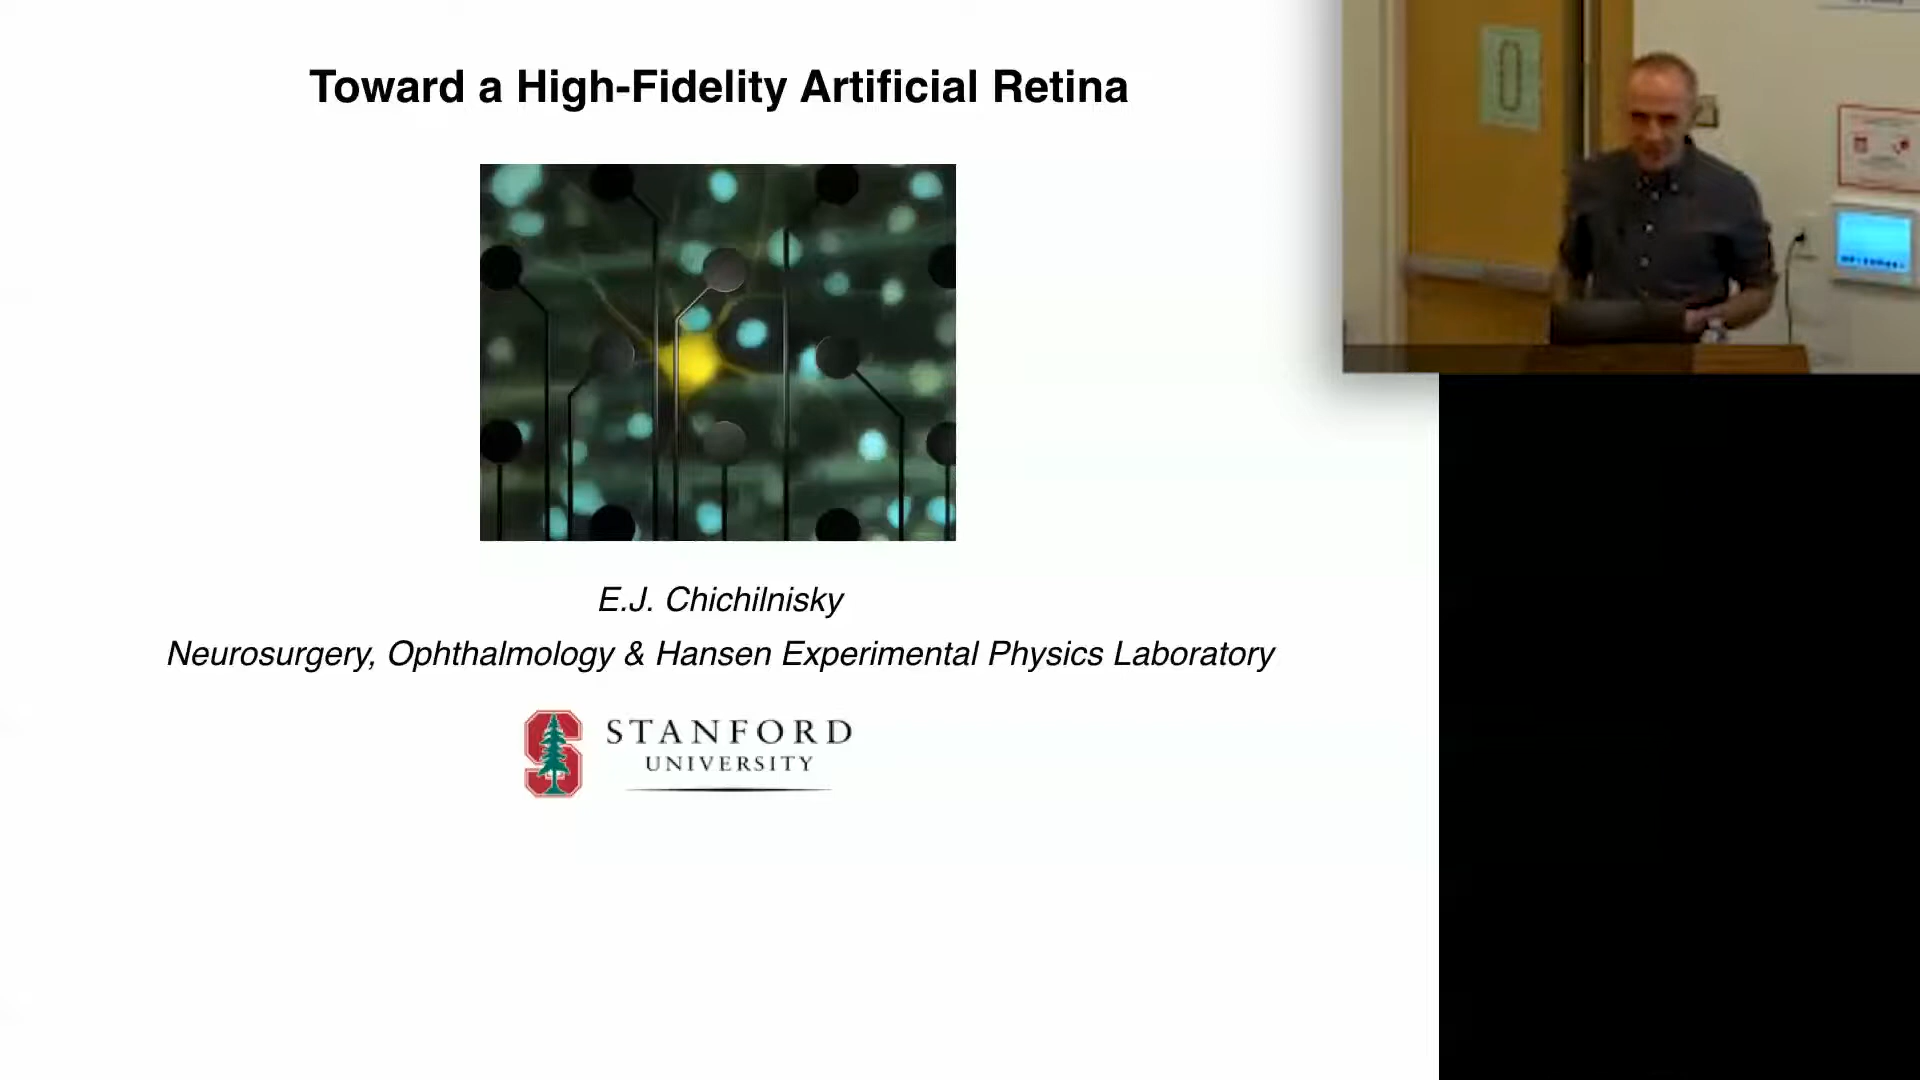 Toward a High-Fidelity Artificial Retina
E.J. Chichilnisky
Neurosurgery, Ophthalmology & Hansen Experimental Physics Laboratory
STANFORD
UNIVERSITY